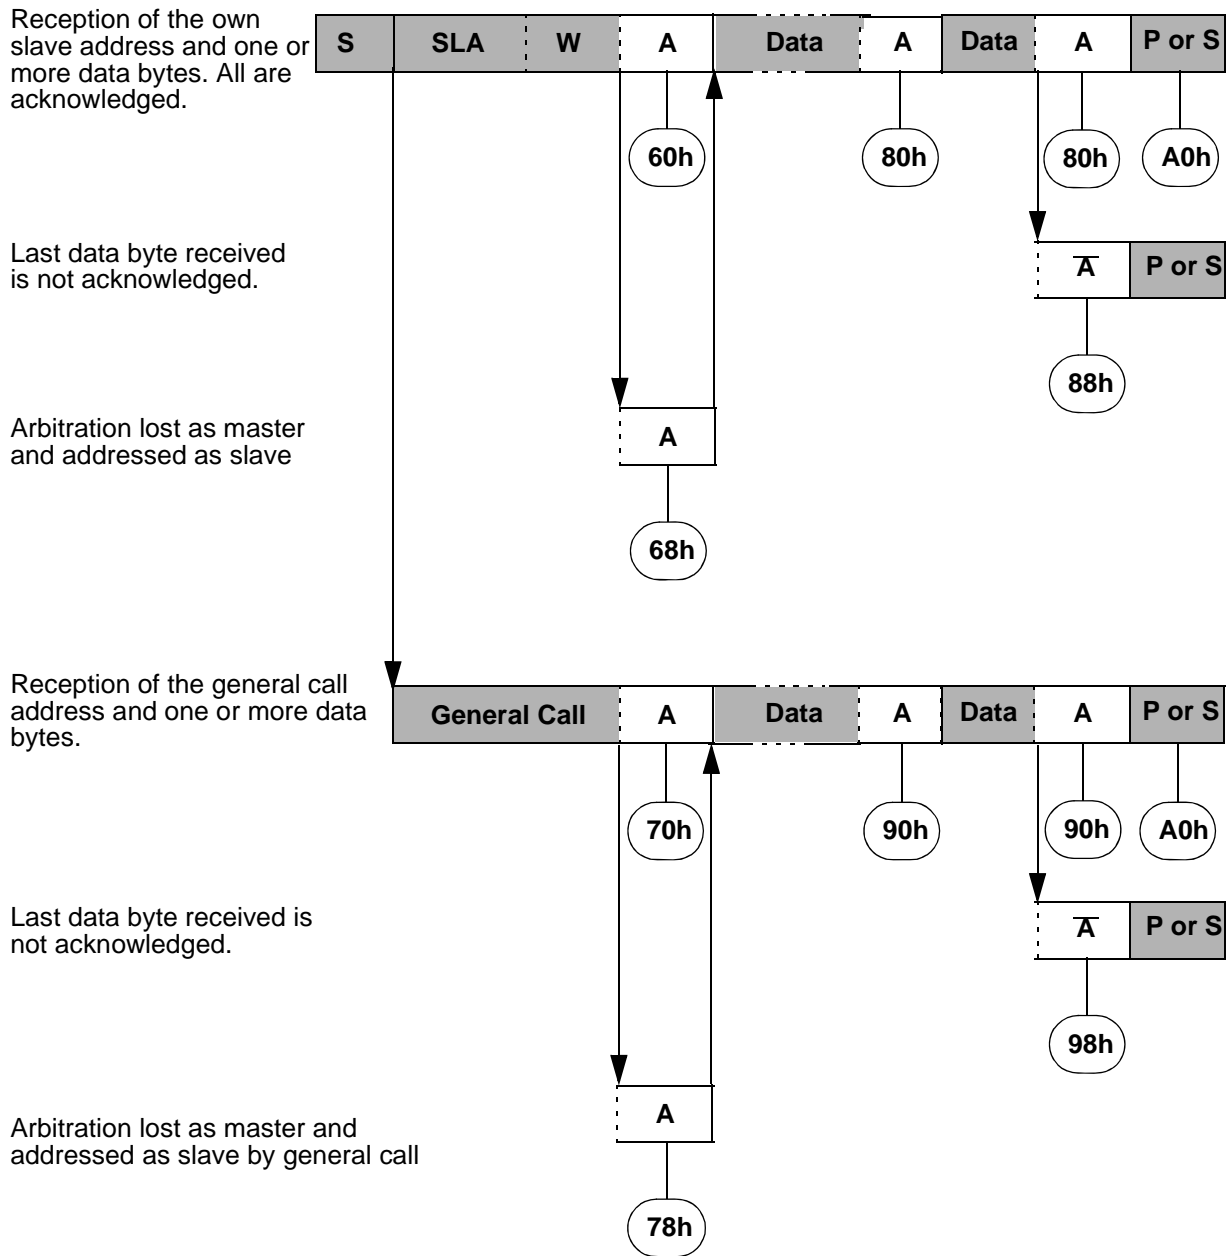 Reception of the own
slave address and one or
more data bytes. All are
acknowledged.
S SLA W A Data A Data A P or S
60h 80h 80h A0h
Last data byte received
is not acknowledged.
A̅ P or S
88h
Arbitration lost as master
and addressed as slave
A
68h
Reception of the general call
address and one or more data
bytes.
General Call A Data A Data A P or S
70h 90h 90h A0h
Last data byte received is
not acknowledged.
A̅ P or S
98h
A
Arbitration lost as master and
addressed as slave by general call
78h